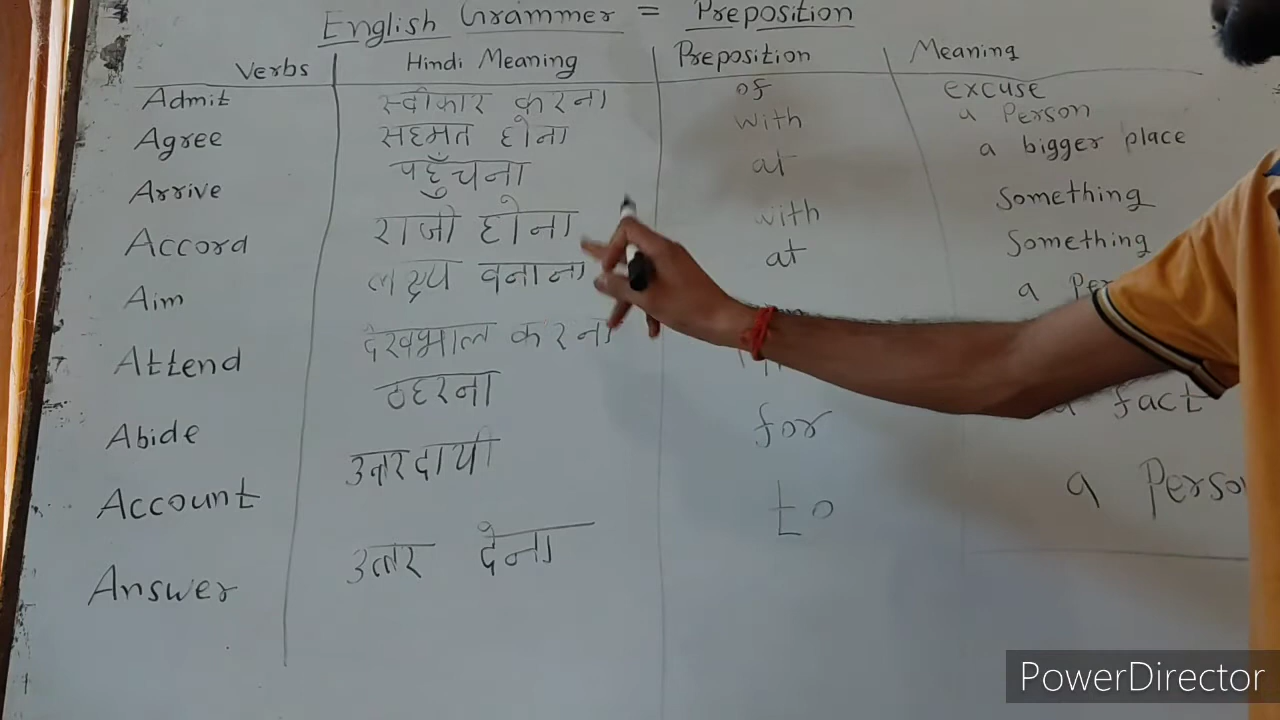 English Grammer = Preposition
Verbs Hindi Meaning Preposition Meaning
Admit स्वीकार करना of excuse
Agree सहमत होना with a Person
Arrive पहुँचना at a bigger place
Accord राजी होना with Something
Aim लक्ष्य वनाना at Something
Attend देखभाल करना a
Abide ठहरना a fact
Account उत्तरदायी for
Answer उत्तर देना to a
PowerDirector